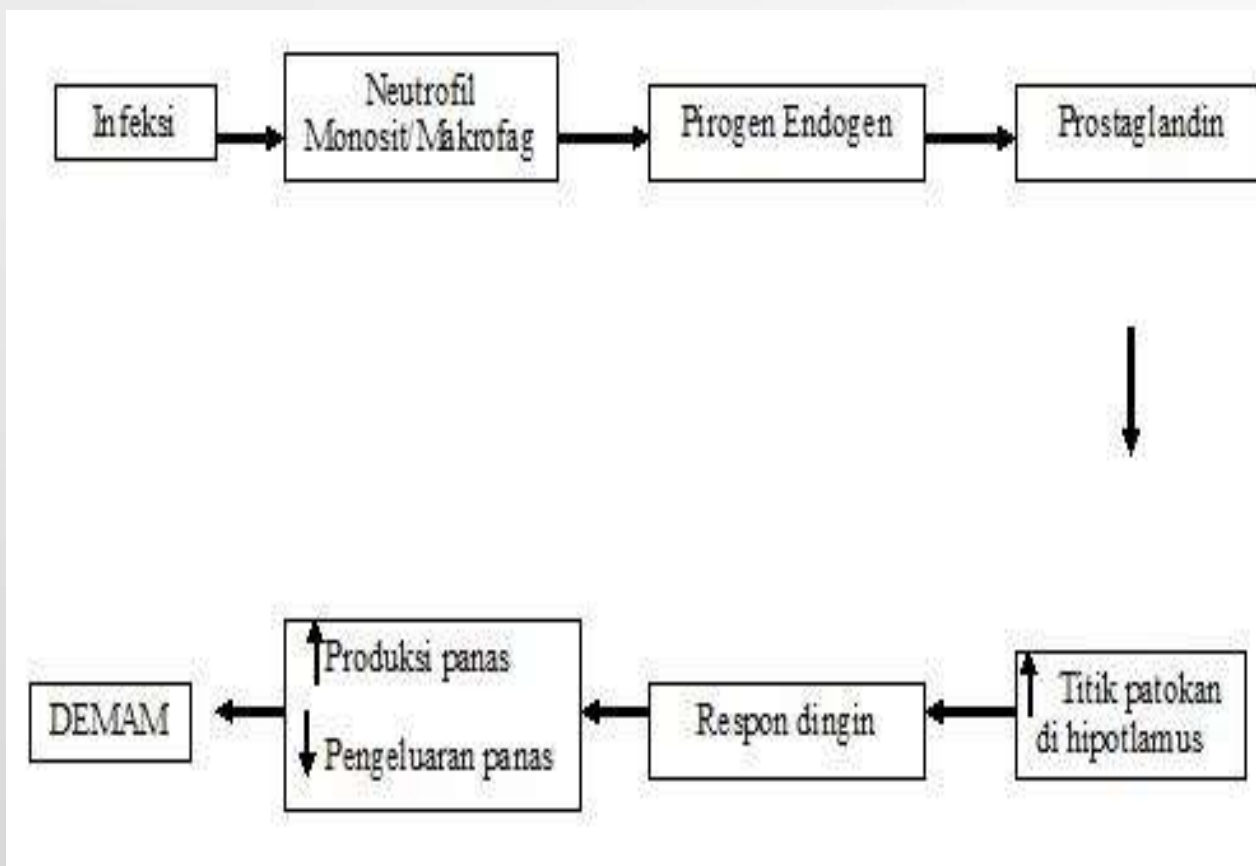 Infeksi
Neutrofil
Monosit/Makrofag
Pirogen Endogen
Prostaglandin
Titik patokan
di hipotlamus
Respon dingin
Produksi panas
Pengeluaran panas
DEMAM